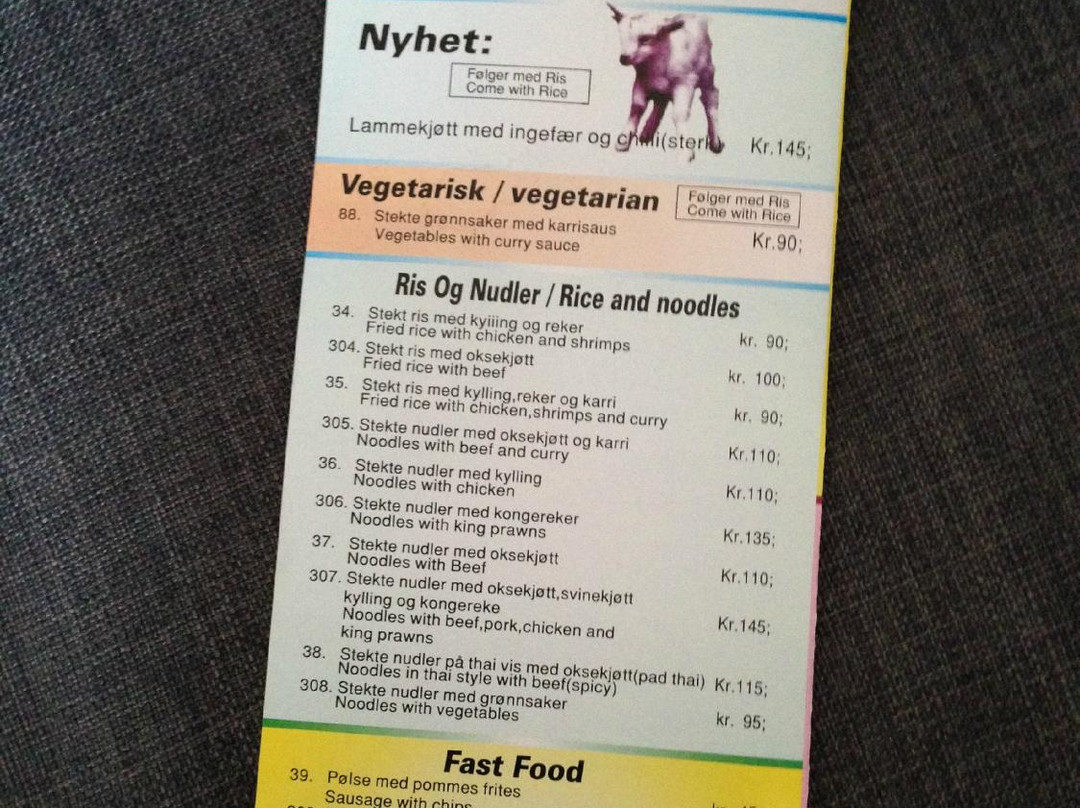 Nyhet:
Følger med Ris
Come with Rice
Lammekjøtt med ingefær og chilli(sterk) Kr.145;
Vegetarisk / vegetarian
Følger med Ris
Come with Rice
88. Stekte grønnsaker med karrisaus
Vegetables with curry sauce Kr.90;
Ris Og Nudler / Rice and noodles
34. Stekt ris med kyiiing og reker
Fried rice with chicken and shrimps kr. 90;
304. Stekt ris med oksekjøtt
Fried rice with beef kr. 100;
35. Stekt ris med kylling,reker og karri
Fried rice with chicken,shrimps and curry kr. 90;
305. Stekte nudler med oksekjøtt og karri
Noodles with beef and curry Kr.110;
36. Stekte nudler med kylling
Noodles with chicken Kr.110;
306. Stekte nudler med kongereker
Noodles with king prawns Kr.135;
37. Stekte nudler med oksekjøtt
Noodles with Beef Kr.110;
307. Stekte nudler med oksekjøtt,svinekjøtt
kylling og kongereke
Noodles with beef,pork,chicken and Kr.145;
king prawns
38. Stekte nudler på thai vis med oksekjøtt(pad thai)
Noodles in thai style with beef(spicy) Kr.115;
308. Stekte nudler med grønnsaker
Noodles with vegetables kr. 95;
Fast Food
39. Pølse med pommes frites
Sausage with chips